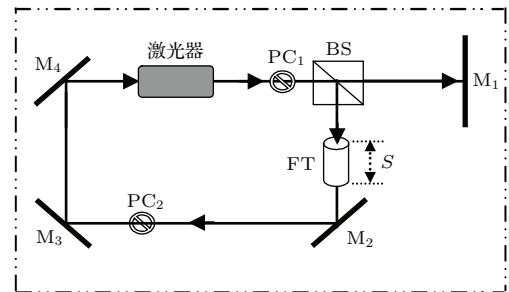 激光器
PC₁
BS
M₄
M₁
FT
S
PC₂
M₃
M₂